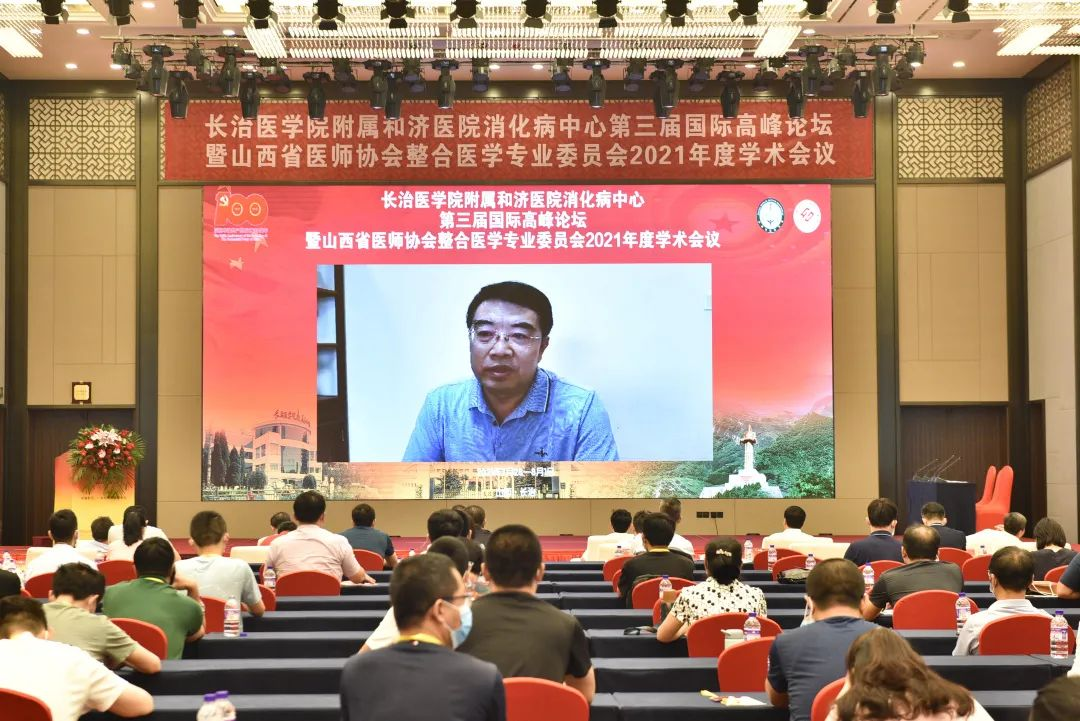 长治医学院附属和济医院消化病中心第三届国际高峰论坛
暨山西省医师协会整合医学专业委员会2021年度学术会议
长治医学院附属和济医院消化病中心
第三届国际高峰论坛
暨山西省医师协会整合医学专业委员会2021年度学术会议
100